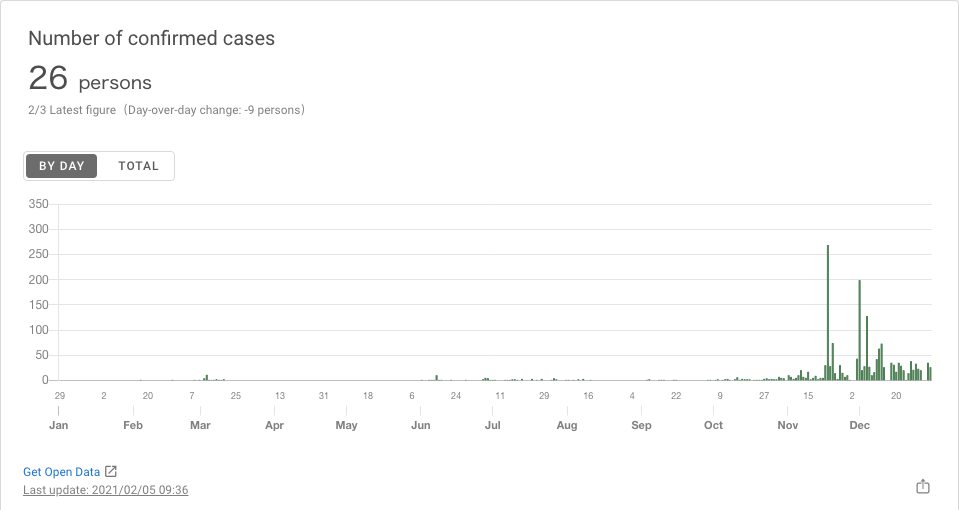 Number of confirmed cases
26 persons
2/3 Latest figure（Day-over-day change: -9 persons）
BY DAY TOTAL
350
300
250
200
150
100
50
0
29 2 20 7 25 13 31 18 6 24 11 29 16 4 22 9 27 15 2 20
Jan Feb Mar Apr May Jun Jul Aug Sep Oct Nov Dec
Get Open Data
Last update: 2021/02/05 09:36